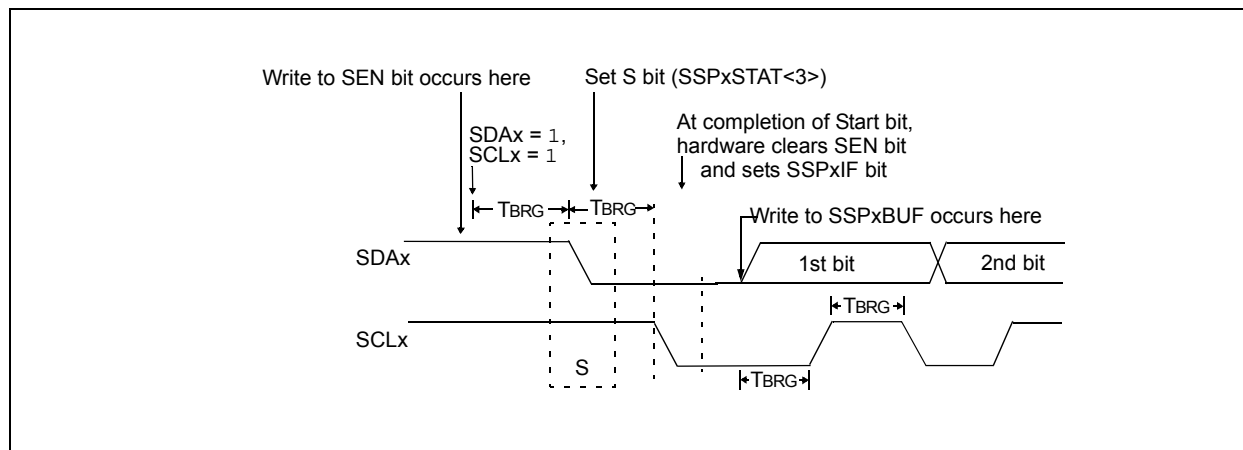 Write to SEN bit occurs here
Set S bit (SSPxSTAT<3>)
SDAx = 1,
SCLx = 1
At completion of Start bit,
hardware clears SEN bit
and sets SSPxIF bit
TBRG
TBRG
Write to SSPxBUF occurs here
SDAx
1st bit
2nd bit
TBRG
SCLx
S
TBRG